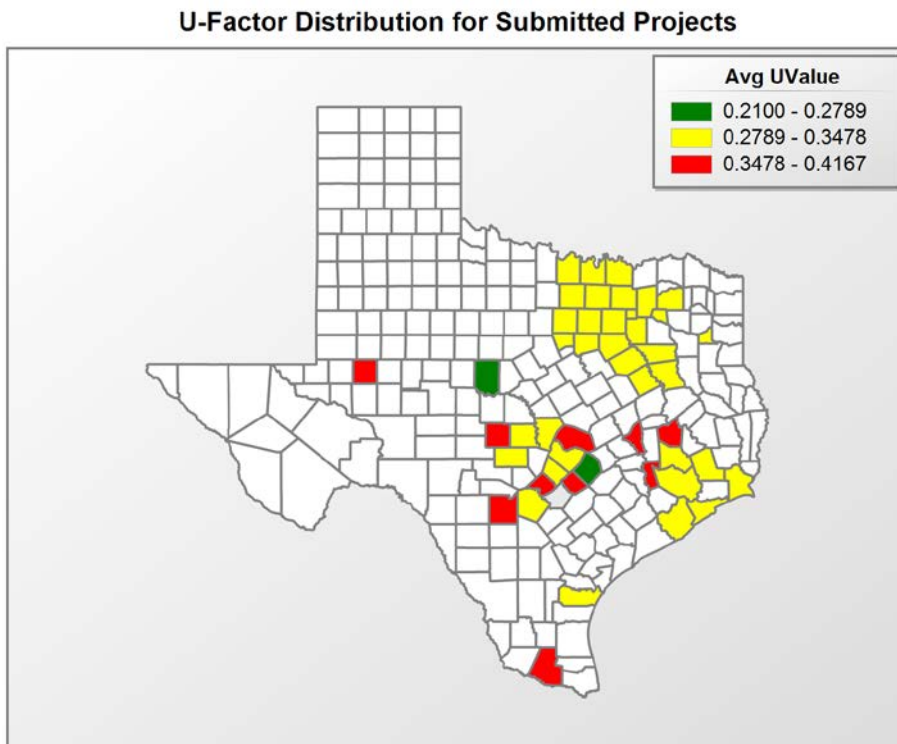 U-Factor Distribution for Submitted Projects
Avg UValue
0.2100 - 0.2789
0.2789 - 0.3478
0.3478 - 0.4167